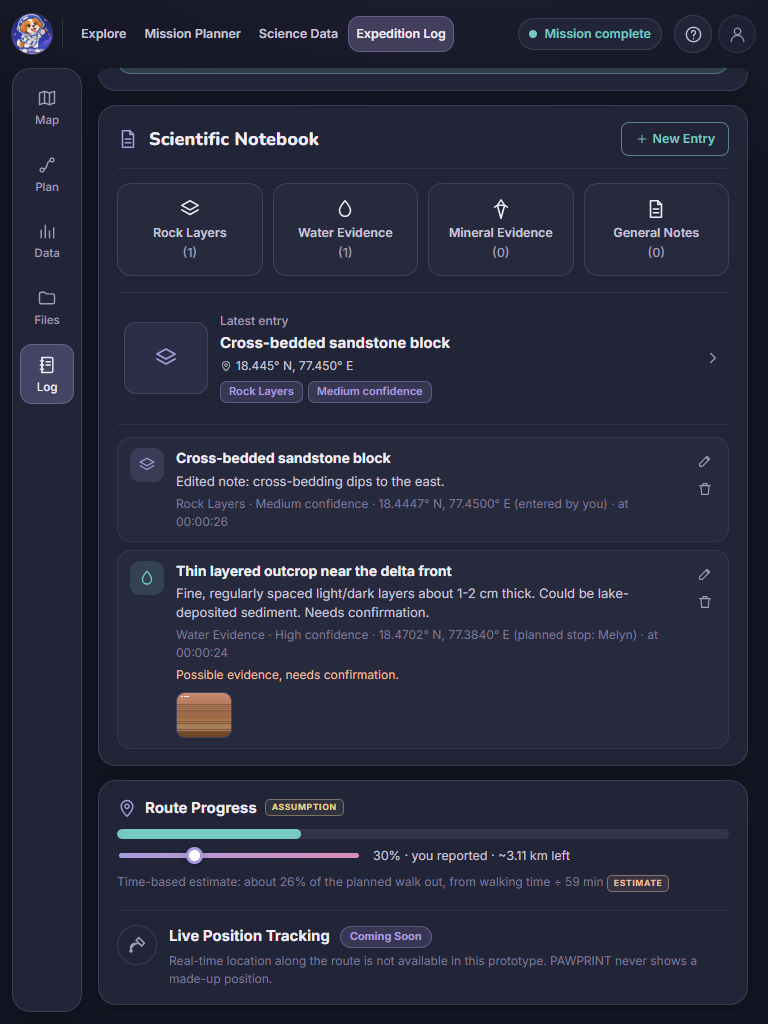 Explore
Mission Planner
Science Data
Expedition Log
Mission complete
Map
Plan
Data
Files
Log
Scientific Notebook
+ New Entry
Rock Layers
(1)
Water Evidence
(1)
Mineral Evidence
(0)
General Notes
(0)
Latest entry
Cross-bedded sandstone block
18.445° N, 77.450° E
Rock Layers
Medium confidence
Cross-bedded sandstone block
Edited note: cross-bedding dips to the east.
Rock Layers · Medium confidence · 18.4447° N, 77.4500° E (entered by you) · at
00:00:26
Thin layered outcrop near the delta front
Fine, regularly spaced light/dark layers about 1-2 cm thick. Could be lake-
deposited sediment. Needs confirmation.
Water Evidence · High confidence · 18.4702° N, 77.3840° E (planned stop: Melyn) · at
00:00:24
Possible evidence, needs confirmation.
Route Progress
ASSUMPTION
30% · you reported · ~3.11 km left
Time-based estimate: about 26% of the planned walk out, from walking time ÷ 59 min
ESTIMATE
Live Position Tracking
Coming Soon
Real-time location along the route is not available in this prototype. PAWPRINT never shows a
made-up position.